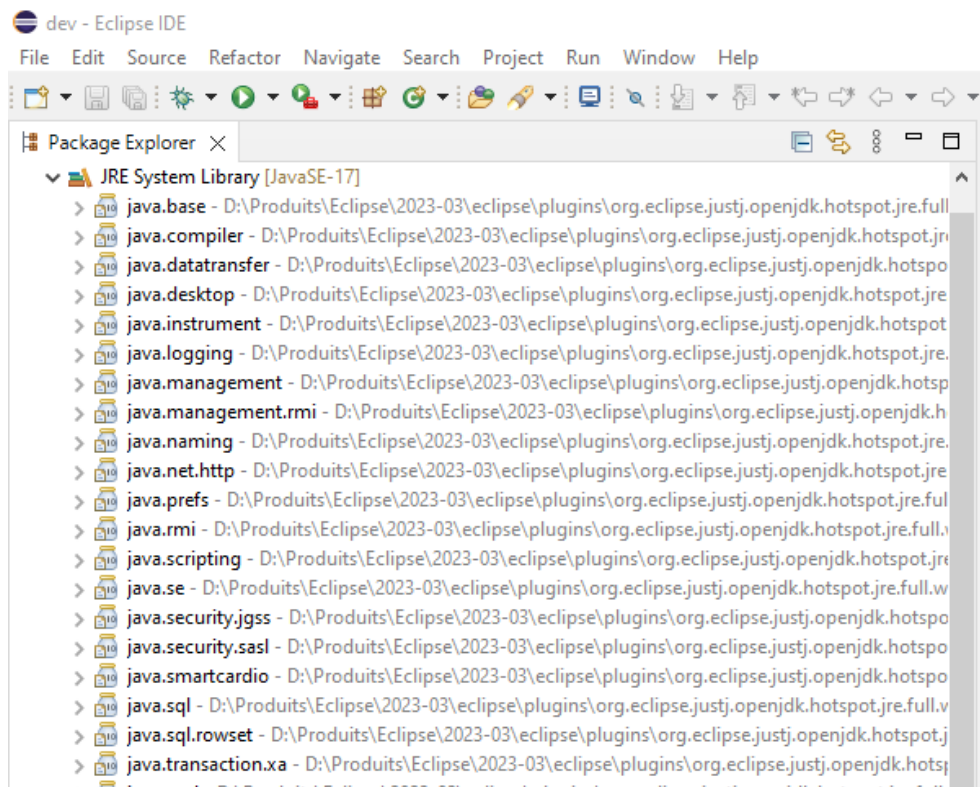 dev - Eclipse IDE
File Edit Source Refactor Navigate Search Project Run Window Help
Package Explorer
JRE System Library [JavaSE-17]
java.base - D:\Produits\Eclipse\2023-03\eclipse\plugins\org.eclipse.justj.openjdk.hotspot.jre.full
java.compiler - D:\Produits\Eclipse\2023-03\eclipse\plugins\org.eclipse.justj.openjdk.hotspot.jr
java.datatransfer - D:\Produits\Eclipse\2023-03\eclipse\plugins\org.eclipse.justj.openjdk.hotspo
java.desktop - D:\Produits\Eclipse\2023-03\eclipse\plugins\org.eclipse.justj.openjdk.hotspot.jre
java.instrument - D:\Produits\Eclipse\2023-03\eclipse\plugins\org.eclipse.justj.openjdk.hotspot
java.logging - D:\Produits\Eclipse\2023-03\eclipse\plugins\org.eclipse.justj.openjdk.hotspot.jre.
java.management - D:\Produits\Eclipse\2023-03\eclipse\plugins\org.eclipse.justj.openjdk.hotsp
java.management.rmi - D:\Produits\Eclipse\2023-03\eclipse\plugins\org.eclipse.justj.openjdk.h
java.naming - D:\Produits\Eclipse\2023-03\eclipse\plugins\org.eclipse.justj.openjdk.hotspot.jre.
java.net.http - D:\Produits\Eclipse\2023-03\eclipse\plugins\org.eclipse.justj.openjdk.hotspot.jre
java.prefs - D:\Produits\Eclipse\2023-03\eclipse\plugins\org.eclipse.justj.openjdk.hotspot.jre.ful
java.rmi - D:\Produits\Eclipse\2023-03\eclipse\plugins\org.eclipse.justj.openjdk.hotspot.jre.full.
java.scripting - D:\Produits\Eclipse\2023-03\eclipse\plugins\org.eclipse.justj.openjdk.hotspot.jre
java.se - D:\Produits\Eclipse\2023-03\eclipse\plugins\org.eclipse.justj.openjdk.hotspot.jre.full.w
java.security.jgss - D:\Produits\Eclipse\2023-03\eclipse\plugins\org.eclipse.justj.openjdk.hotspo
java.security.sasl - D:\Produits\Eclipse\2023-03\eclipse\plugins\org.eclipse.justj.openjdk.hotspo
java.smartcardio - D:\Produits\Eclipse\2023-03\eclipse\plugins\org.eclipse.justj.openjdk.hotspo
java.sql - D:\Produits\Eclipse\2023-03\eclipse\plugins\org.eclipse.justj.openjdk.hotspot.jre.full.w
java.sql.rowset - D:\Produits\Eclipse\2023-03\eclipse\plugins\org.eclipse.justj.openjdk.hotspot.j
java.transaction.xa - D:\Produits\Eclipse\2023-03\eclipse\plugins\org.eclipse.justj.openjdk.hotsp